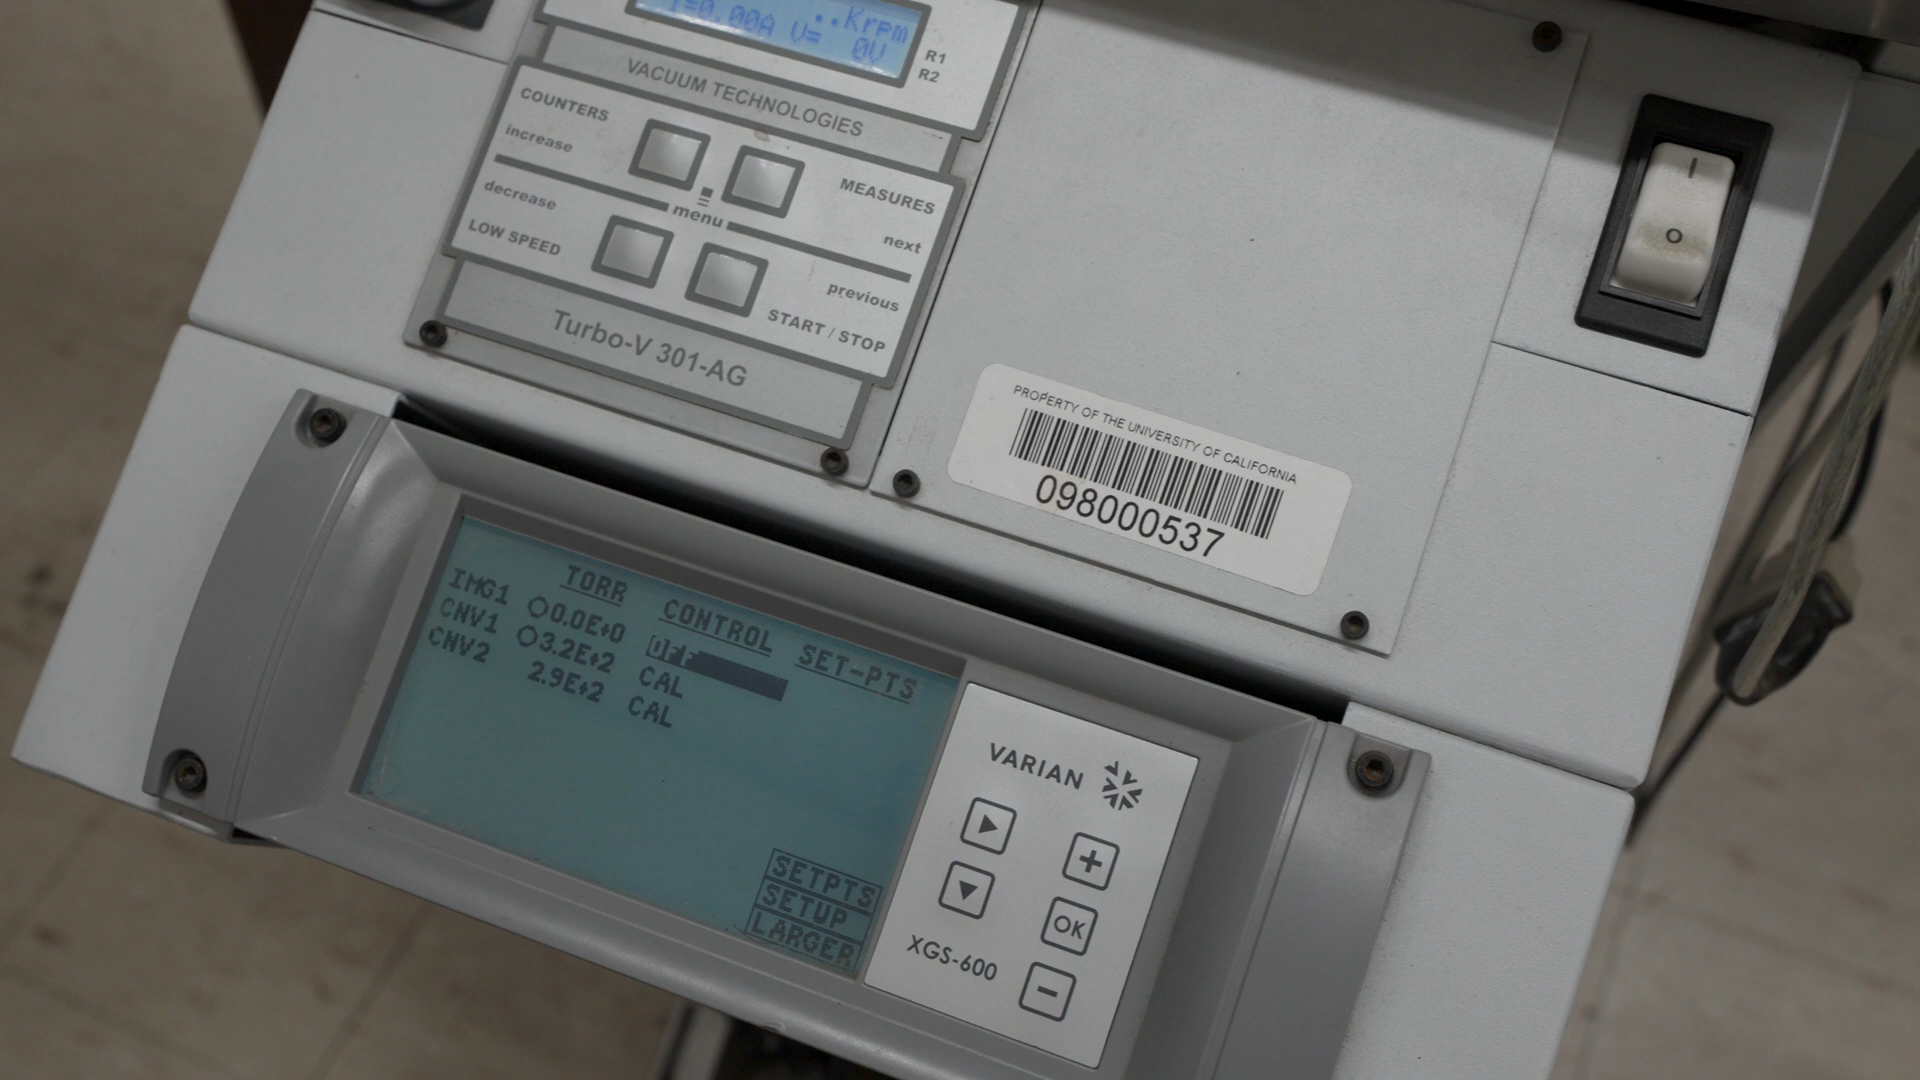 I=0.00A V= 0V
Krpm
R1
R2
VACUUM TECHNOLOGIES
COUNTERS
increase
MEASURES
next
menu
decrease
LOW SPEED
previous
START / STOP
Turbo-V 301-AG
I
O
PROPERTY OF THE UNIVERSITY OF CALIFORNIA
098000537
TORR CONTROL SET-PTS
IMG1 0.0E+0 OFF
CNV1 3.2E+2 CAL
CNV2 2.9E+2 CAL
SETPTS
SETUP
LARGER
VARIAN
+
OK
-
XGS-600